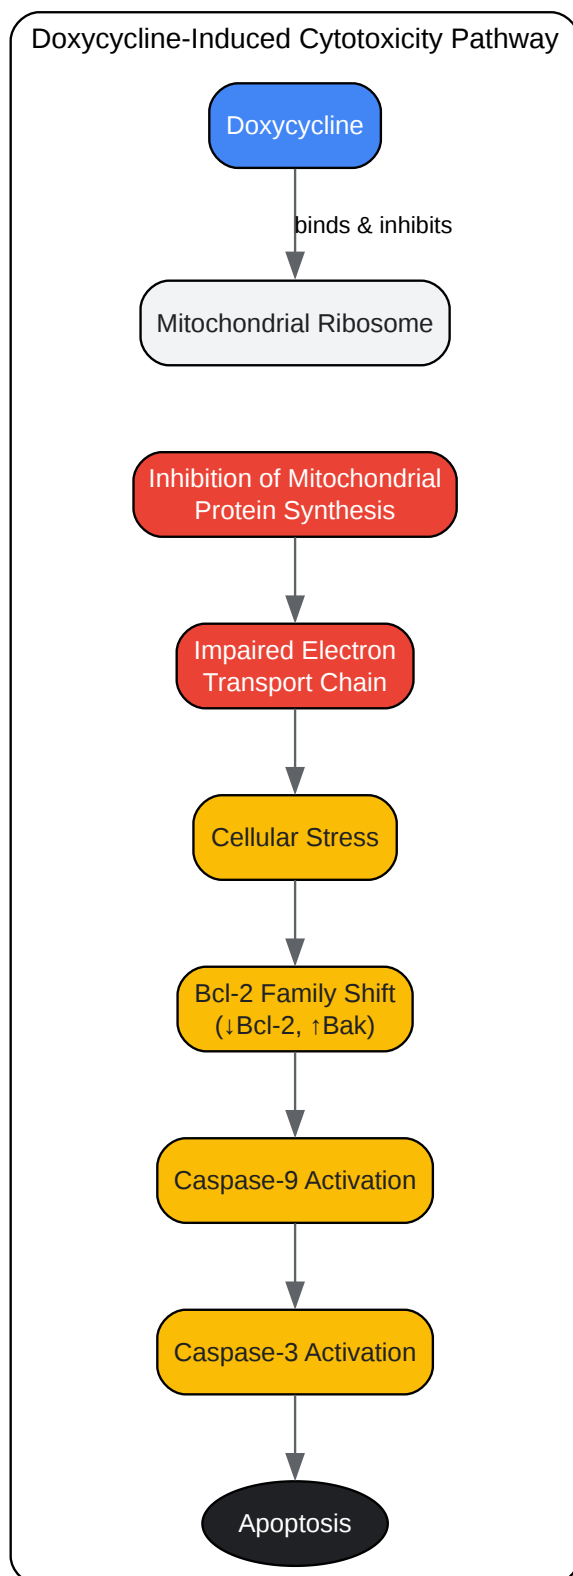 Doxycycline-Induced Cytotoxicity Pathway
Doxycycline
binds & inhibits
Mitochondrial Ribosome
Inhibition of Mitochondrial
Protein Synthesis
Impaired Electron
Transport Chain
Cellular Stress
Bcl-2 Family Shift
(↓Bcl-2, ↑Bak)
Caspase-9 Activation
Caspase-3 Activation
Apoptosis